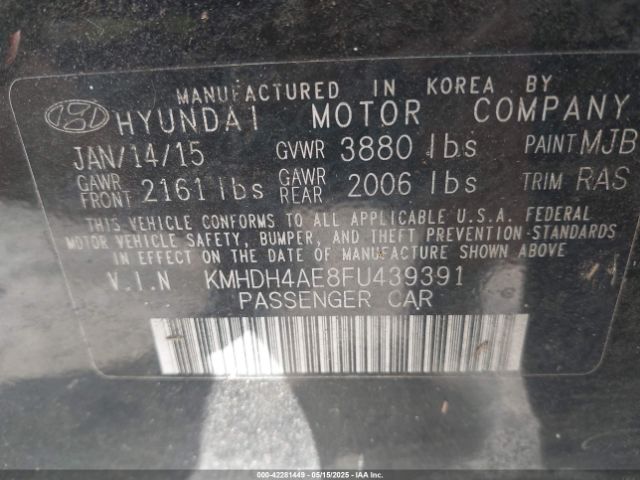 MANUFACTURED IN KOREA BY
HYUNDAI MOTOR COMPANY
JAN/14/15 GVWR 3880 lbs PAINT MJB
GAWR FRONT 2161 lbs GAWR REAR 2006 lbs TRIM RAS
THIS VEHICLE CONFORMS TO ALL APPLICABLE U.S.A. FEDERAL
MOTOR VEHICLE SAFETY, BUMPER, AND THEFT PREVENTION STANDARDS
IN EFFECT ON THE DATE OF MANUFACTURE SHOWN ABOVE.
V.I.N KMHDH4AE8FU439391
PASSENGER CAR
000-42281449 - 05/15/2025 - © IAA, Inc.